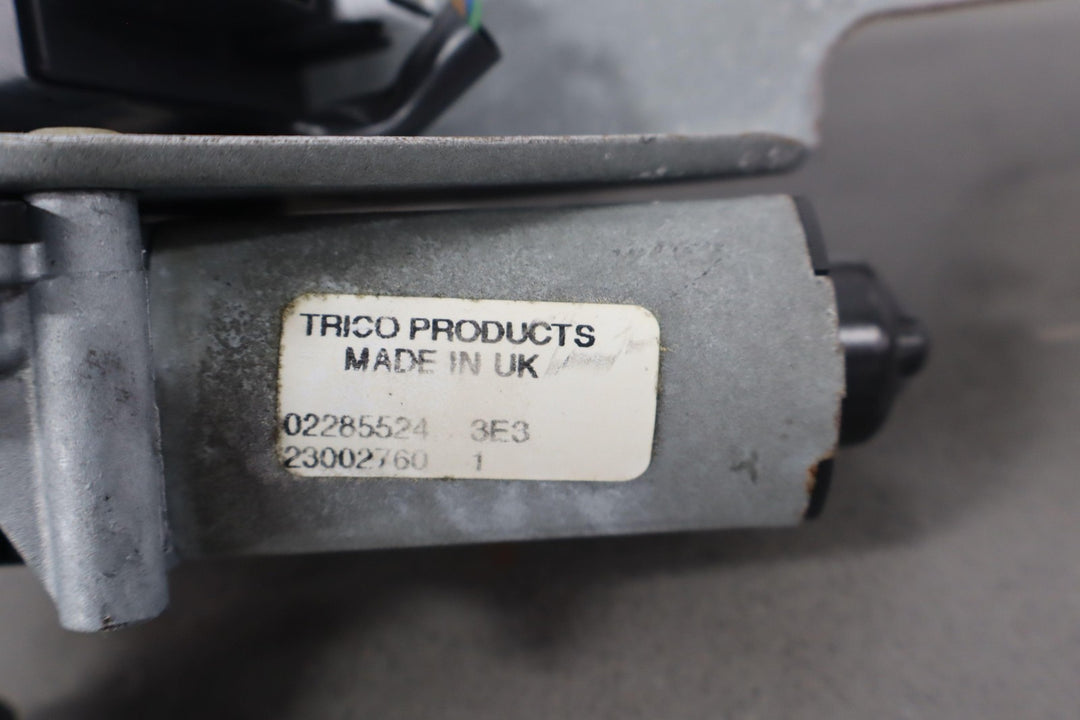 TRICO PRODUCTS
MADE IN UK
02285524 3E3
23002760 1